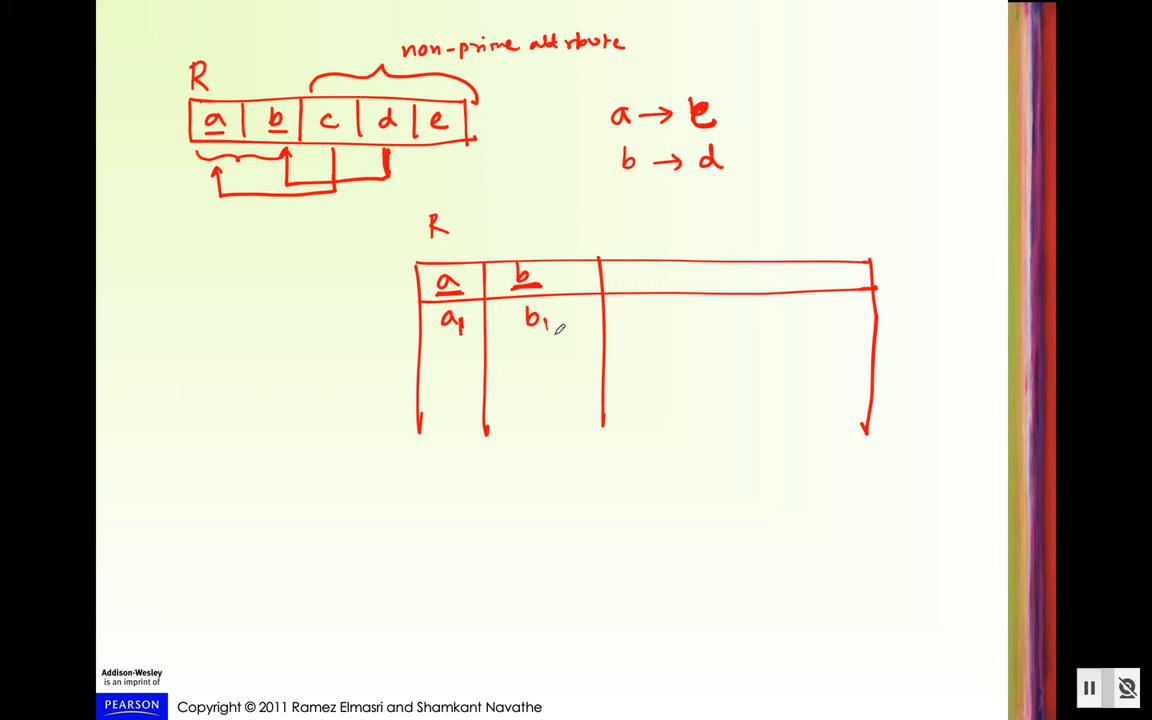 non-prime attribute
R
a b c d e
a → e
b → d
R
a b
a1 b1
Addison-Wesley
is an imprint of
PEARSON
Copyright © 2011 Ramez Elmasri and Shamkant Navathe